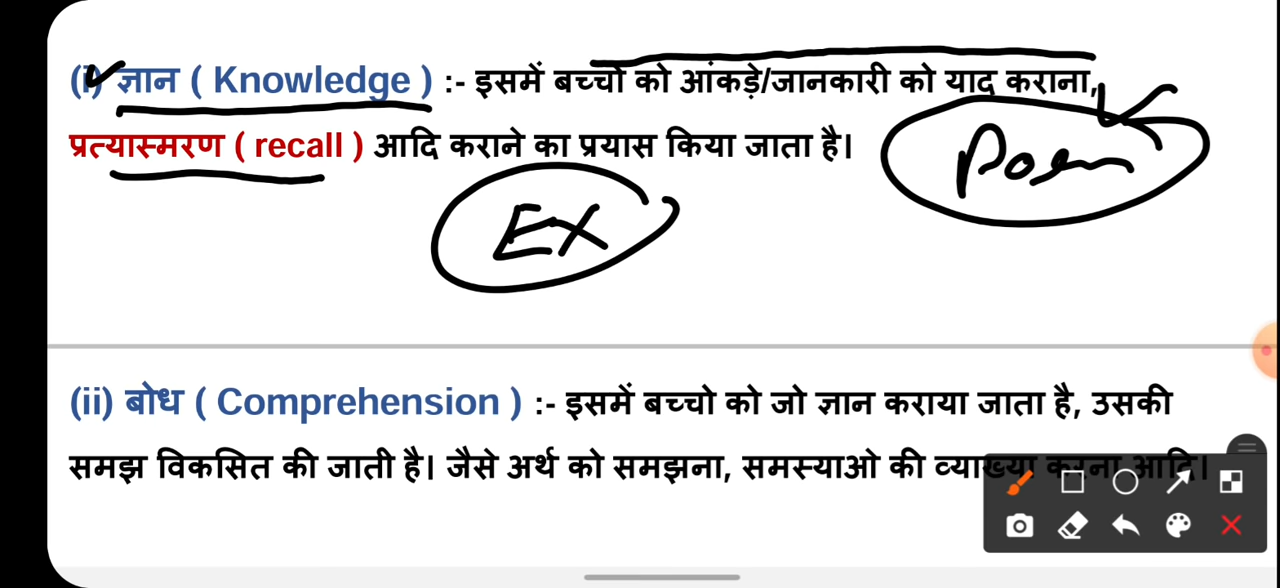 (i) ज्ञान ( Knowledge ) :- इसमें बच्चो को आंकड़े/जानकारी को याद कराना,
प्रत्यास्मरण ( recall ) आदि कराने का प्रयास किया जाता है।
Poem
EX
(ii) बोध ( Comprehension ) :- इसमें बच्चो को जो ज्ञान कराया जाता है, उसकी
समझ विकसित की जाती है। जैसे अर्थ को समझना, समस्याओ की व्याख्या करना आदि।